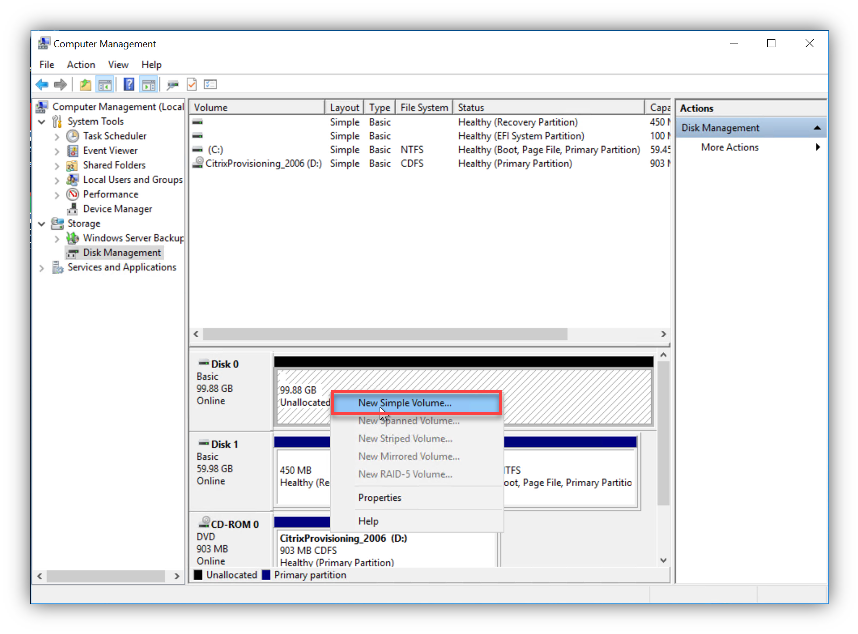 Computer Management
File Action View Help
Computer Management (Local
System Tools
Task Scheduler
Event Viewer
Shared Folders
Local Users and Groups
Performance
Device Manager
Storage
Windows Server Backup
Disk Management
Services and Applications
Volume Layout Type File System Status Capa
Simple Basic Healthy (Recovery Partition) 450 M
Simple Basic Healthy (EFI System Partition) 100 M
(C:) Simple Basic NTFS Healthy (Boot, Page File, Primary Partition) 59.45
CitrixProvisioning_2006 (D:) Simple Basic CDFS Healthy (Primary Partition) 903 M
Actions
Disk Management
More Actions
Disk 0
Basic
99.88 GB
Online
99.88 GB
Unallocated
New Simple Volume...
New Spanned Volume...
New Striped Volume...
New Mirrored Volume...
New RAID-5 Volume...
Properties
Help
Disk 1
Basic
59.98 GB
Online
450 MB
Healthy (Re
TFS
oot, Page File, Primary Partitio
CD-ROM 0
DVD
903 MB
Online
CitrixProvisioning_2006 (D:)
903 MB CDFS
Healthy (Primary Partition)
Unallocated Primary partition